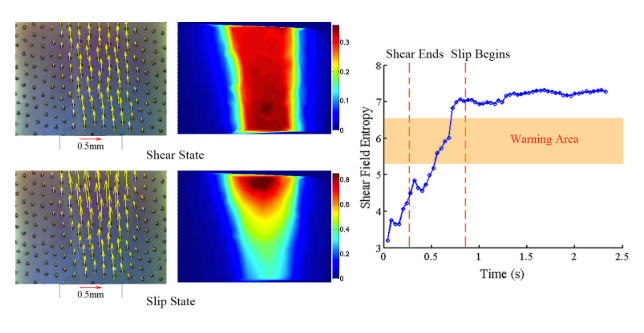 0.5mm
Shear State
0.3
0.2
0.1
0
0.5mm
Slip State
0.8
0.6
0.4
0.2
0
Shear Ends Slip Begins
8
7
6
5
4
3
Shear Field Entropy
Warning Area
0 0.5 1 1.5 2 2.5
Time (s)